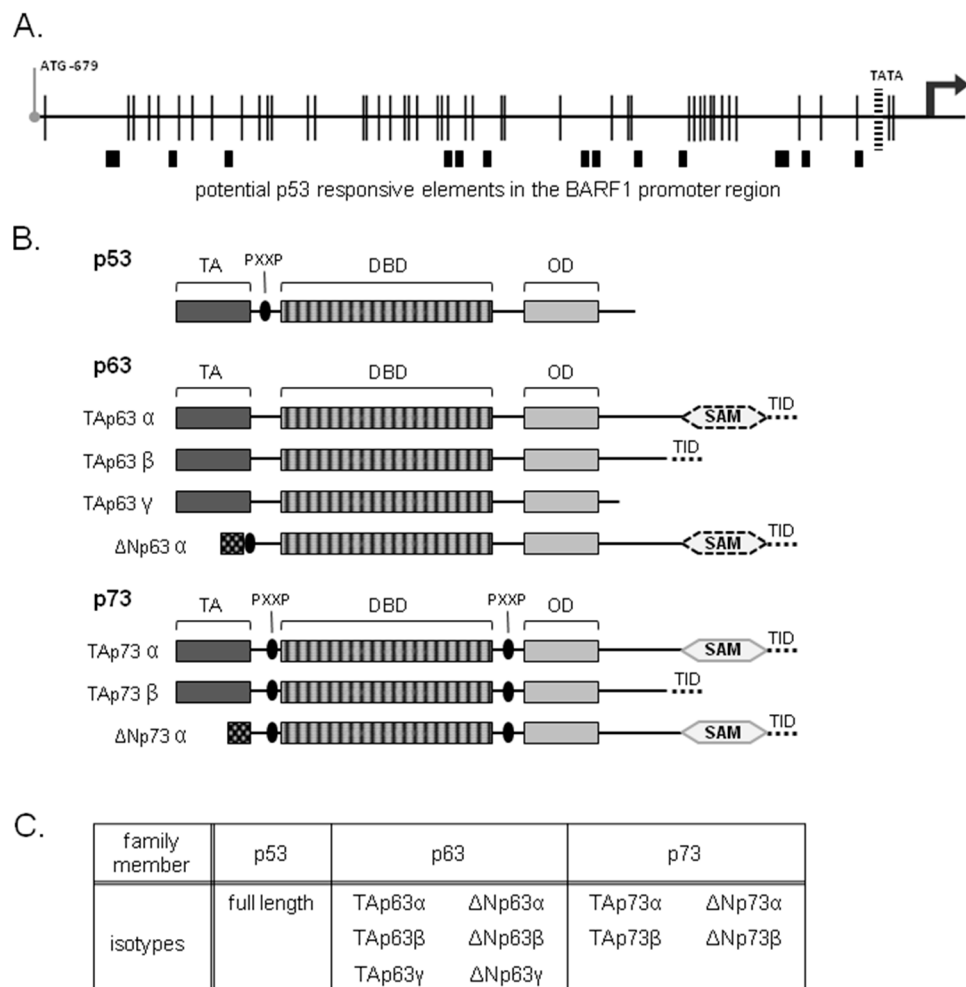 A.
ATG -679
TATA
potential p53 responsive elements in the BARF1 promoter region
B.
p53
TA PXXP DBD OD
p63
TA DBD OD
TAp63 α SAM TID
TAp63 β TID
TAp63 γ
ΔNp63 α SAM TID
p73
TA PXXP DBD PXXP OD
TAp73 α SAM TID
TAp73 β TID
ΔNp73 α SAM TID
C.
family member p53 p63 p73
isotypes full length TAp63α ΔNp63α TAp73α ΔNp73α
TAp63β ΔNp63β TAp73β ΔNp73β
TAp63γ ΔNp63γ